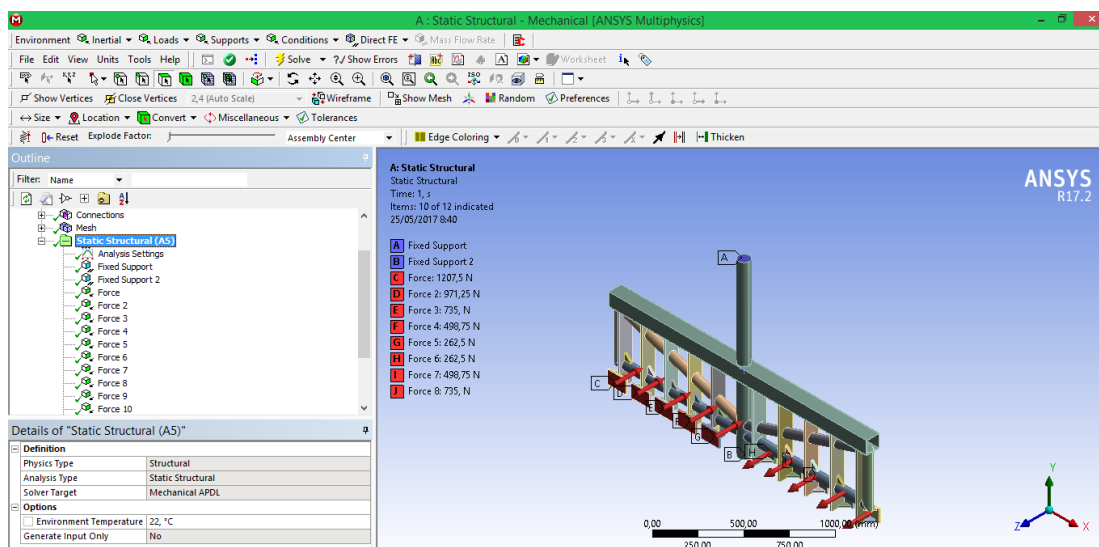 A : Static Structural - Mechanical [ANSYS Multiphysics]
Environment Inertial Loads Supports Conditions Direct FE Mass Flow Rate
File Edit View Units Tools Help Solve ?/ Show Errors A Worksheet
Show Vertices Close Vertices 2,4 (Auto Scale) Wireframe Show Mesh Random Preferences
Size Location Convert Miscellaneous Tolerances
Reset Explode Factor: Assembly Center Edge Coloring Thicken
Outline
Filter: Name
Connections
Mesh
Static Structural (A5)
Analysis Settings
Fixed Support
Fixed Support 2
Force
Force 2
Force 3
Force 4
Force 5
Force 6
Force 7
Force 8
Force 9
Force 10
Details of "Static Structural (A5)"
Definition
Physics Type Structural
Analysis Type Static Structural
Solver Target Mechanical APDL
Options
Environment Temperature 22, °C
Generate Input Only No
A: Static Structural
Static Structural
Time: 1, s
Items: 10 of 12 indicated
25/05/2017 8:40
A Fixed Support
B Fixed Support 2
C Force: 1207,5 N
D Force 2: 971,25 N
E Force 3: 735, N
F Force 4: 498,75 N
G Force 5: 262,5 N
H Force 6: 262,5 N
I Force 7: 498,75 N
J Force 8: 735, N
ANSYS
R17.2
A
C
D
E
F
G
B
H
0,00 500,00 1000,00 (mm)
250,00 750,00
Y
Z
X